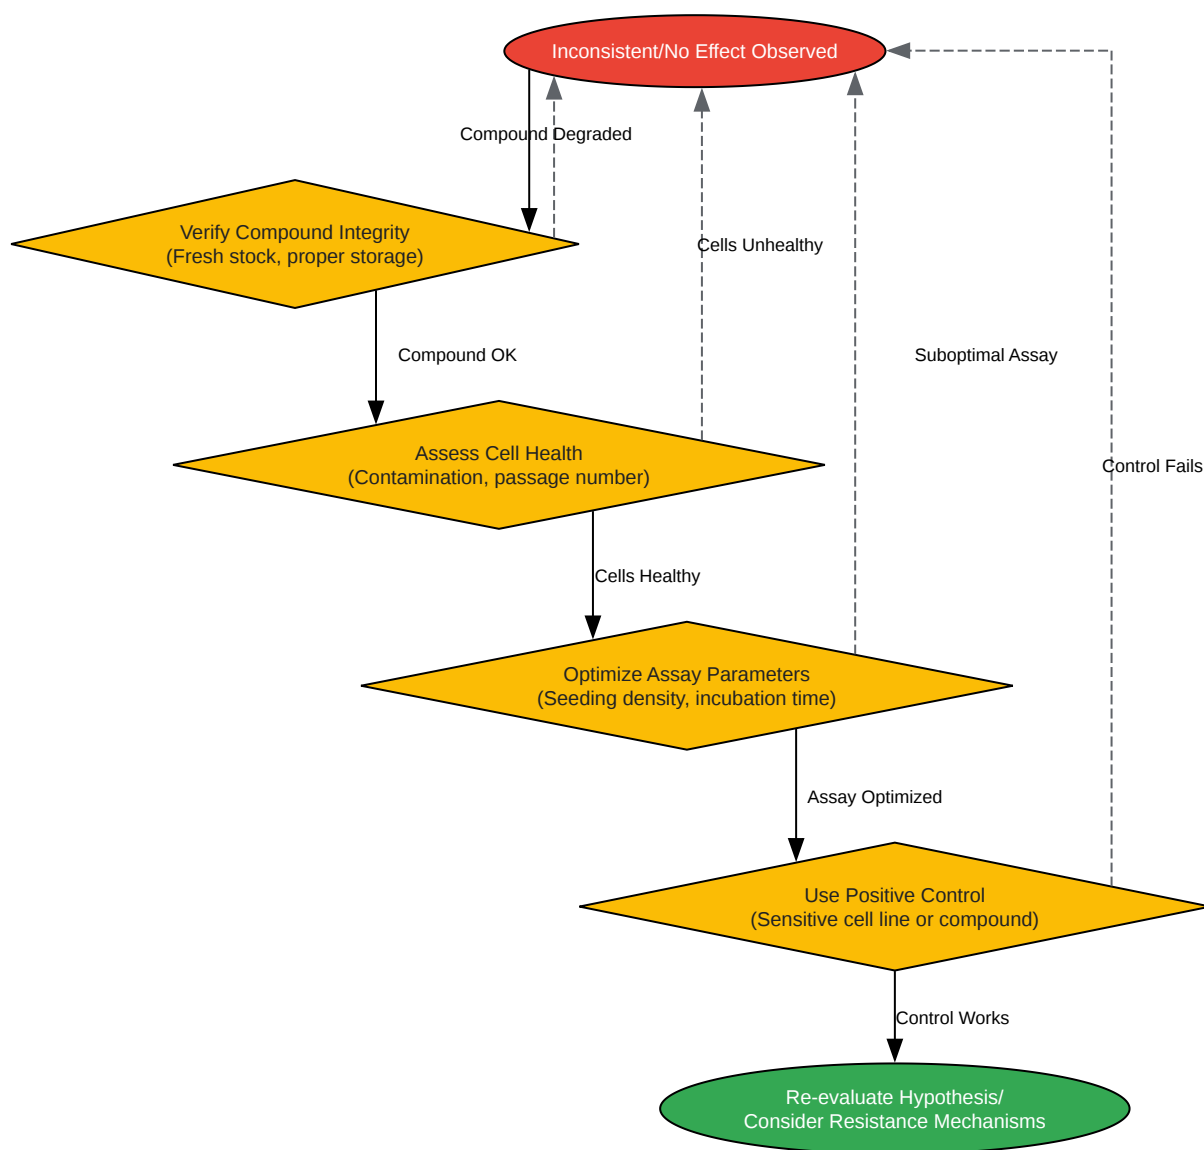 Inconsistent/No Effect Observed
Compound Degraded
Verify Compound Integrity
(Fresh stock, proper storage)
Cells Unhealthy
Compound OK
Suboptimal Assay
Assess Cell Health
(Contamination, passage number)
Control Fails
Cells Healthy
Optimize Assay Parameters
(Seeding density, incubation time)
Assay Optimized
Use Positive Control
(Sensitive cell line or compound)
Control Works
Re-evaluate Hypothesis/
Consider Resistance Mechanisms